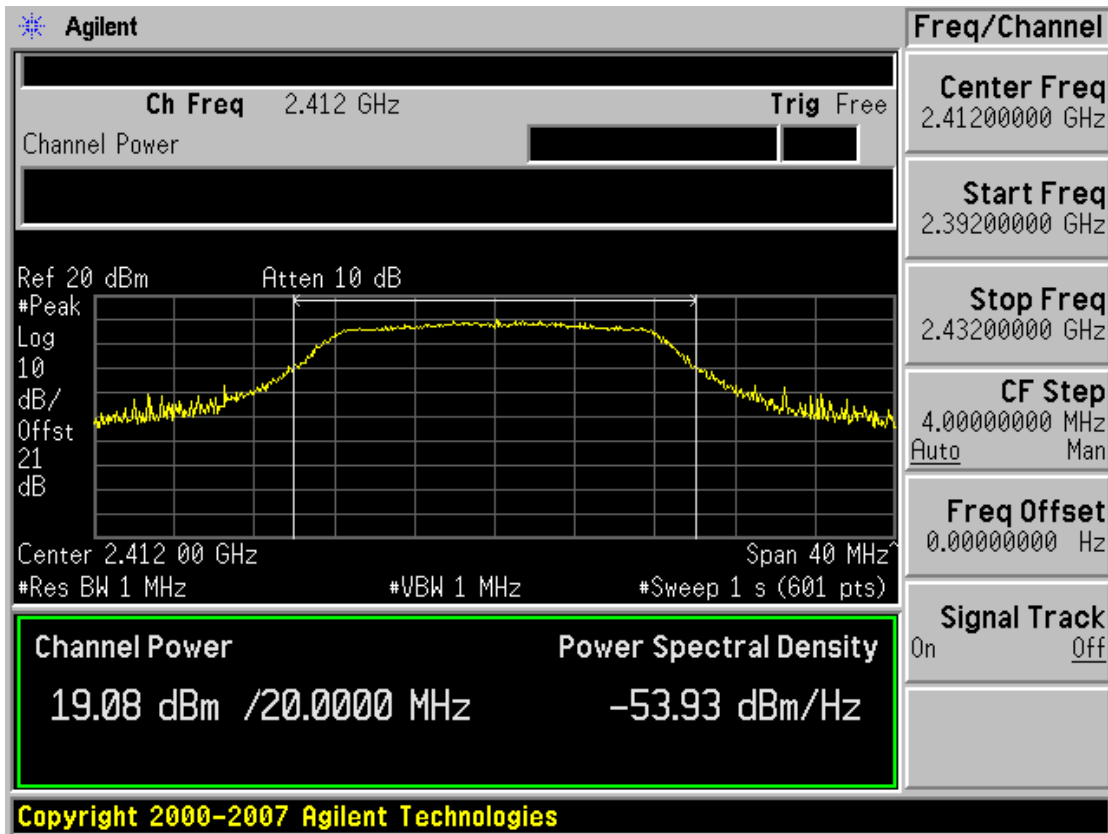 Agilent
Freq/Channel
Ch Freq 2.412 GHz Trig Free
Channel Power
Center Freq
2.41200000 GHz
Start Freq
2.39200000 GHz
Stop Freq
2.43200000 GHz
CF Step
4.00000000 MHz
Auto Man
Freq Offset
0.00000000 Hz
Signal Track
On Off
Ref 20 dBm Atten 10 dB
#Peak
Log
10
dB/
Offst
21
dB
Center 2.412 00 GHz Span 40 MHz^
#Res BW 1 MHz #VBW 1 MHz #Sweep 1 s (601 pts)
Channel Power Power Spectral Density
19.08 dBm /20.0000 MHz -53.93 dBm/Hz
Copyright 2000-2007 Agilent Technologies